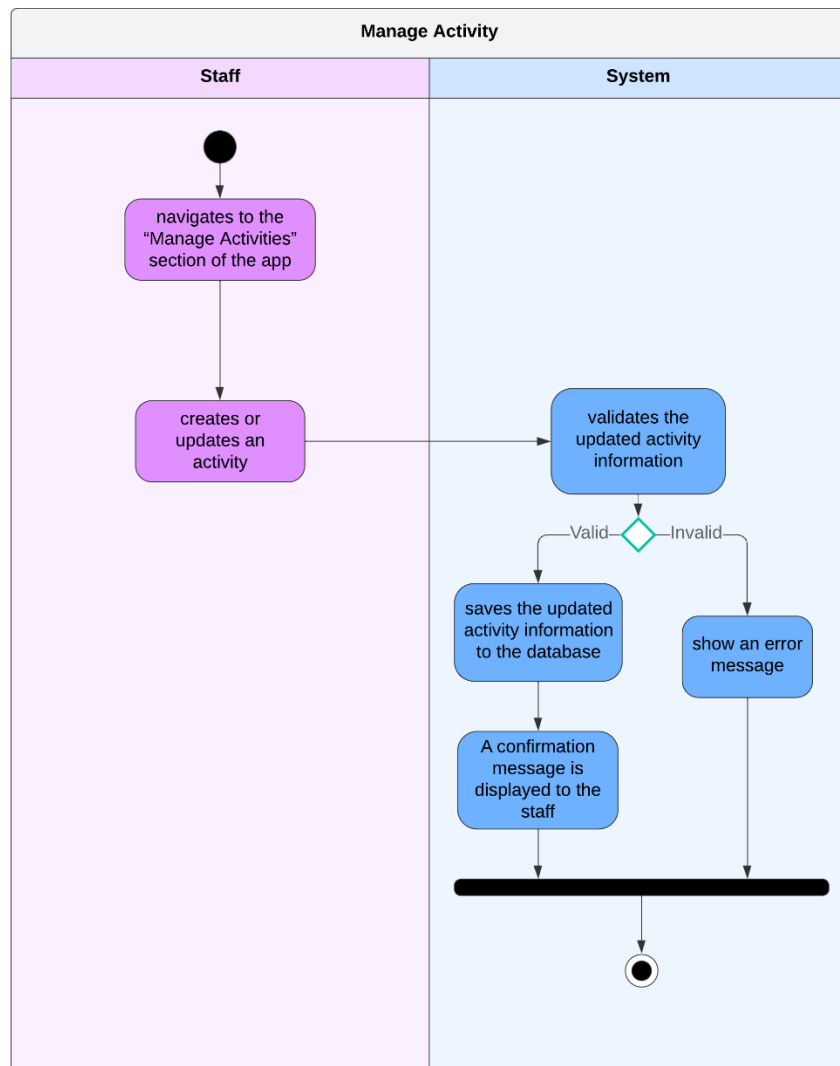 Manage Activity
Staff
System
navigates to the
“Manage Activities”
section of the app
creates or
updates an
activity
validates the
updated activity
information
Valid
Invalid
saves the updated
activity information
to the database
show an error
message
A confirmation
message is
displayed to the
staff